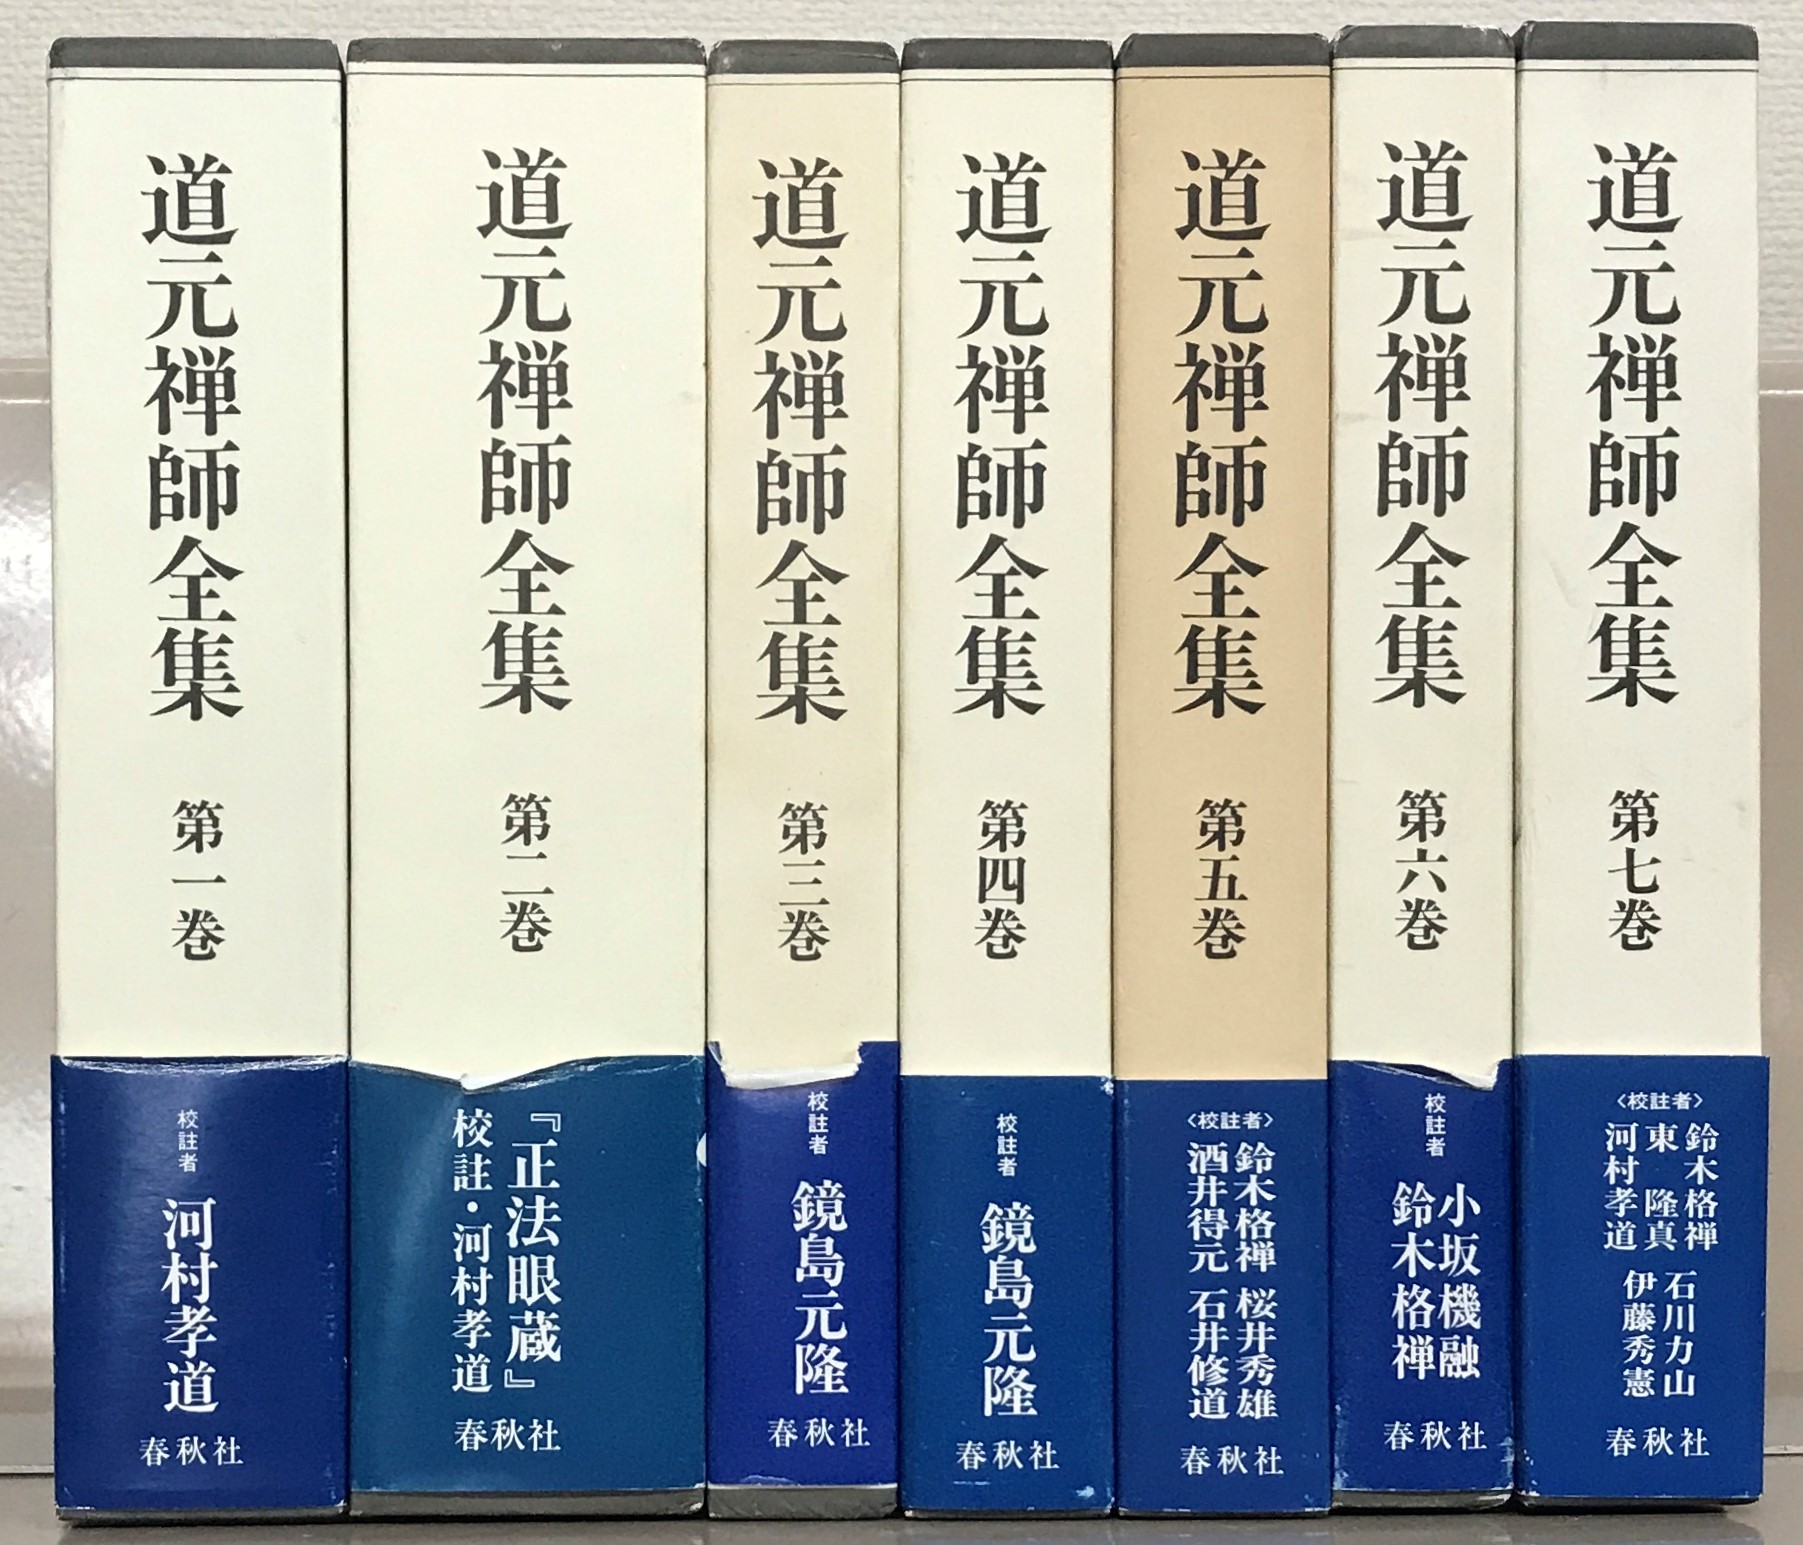 道元禅師全集
第一巻
校註者
河村孝道
春秋社
道元禅師全集
第二巻
『正法眼蔵』
校註・河村孝道
春秋社
道元禅師全集
第三巻
校註者
鏡島元隆
春秋社
道元禅師全集
第四巻
校註者
鏡島元隆
春秋社
道元禅師全集
第五巻
〈校註者〉
鈴木格禅 桜井秀雄
酒井得元 石井修道
春秋社
道元禅師全集
第六巻
校註者
小坂機融
鈴木格禅
春秋社
道元禅師全集
第七巻
〈校註者〉
鈴木格禅 石川力山
東 隆真 伊藤秀憲
河村孝道
春秋社